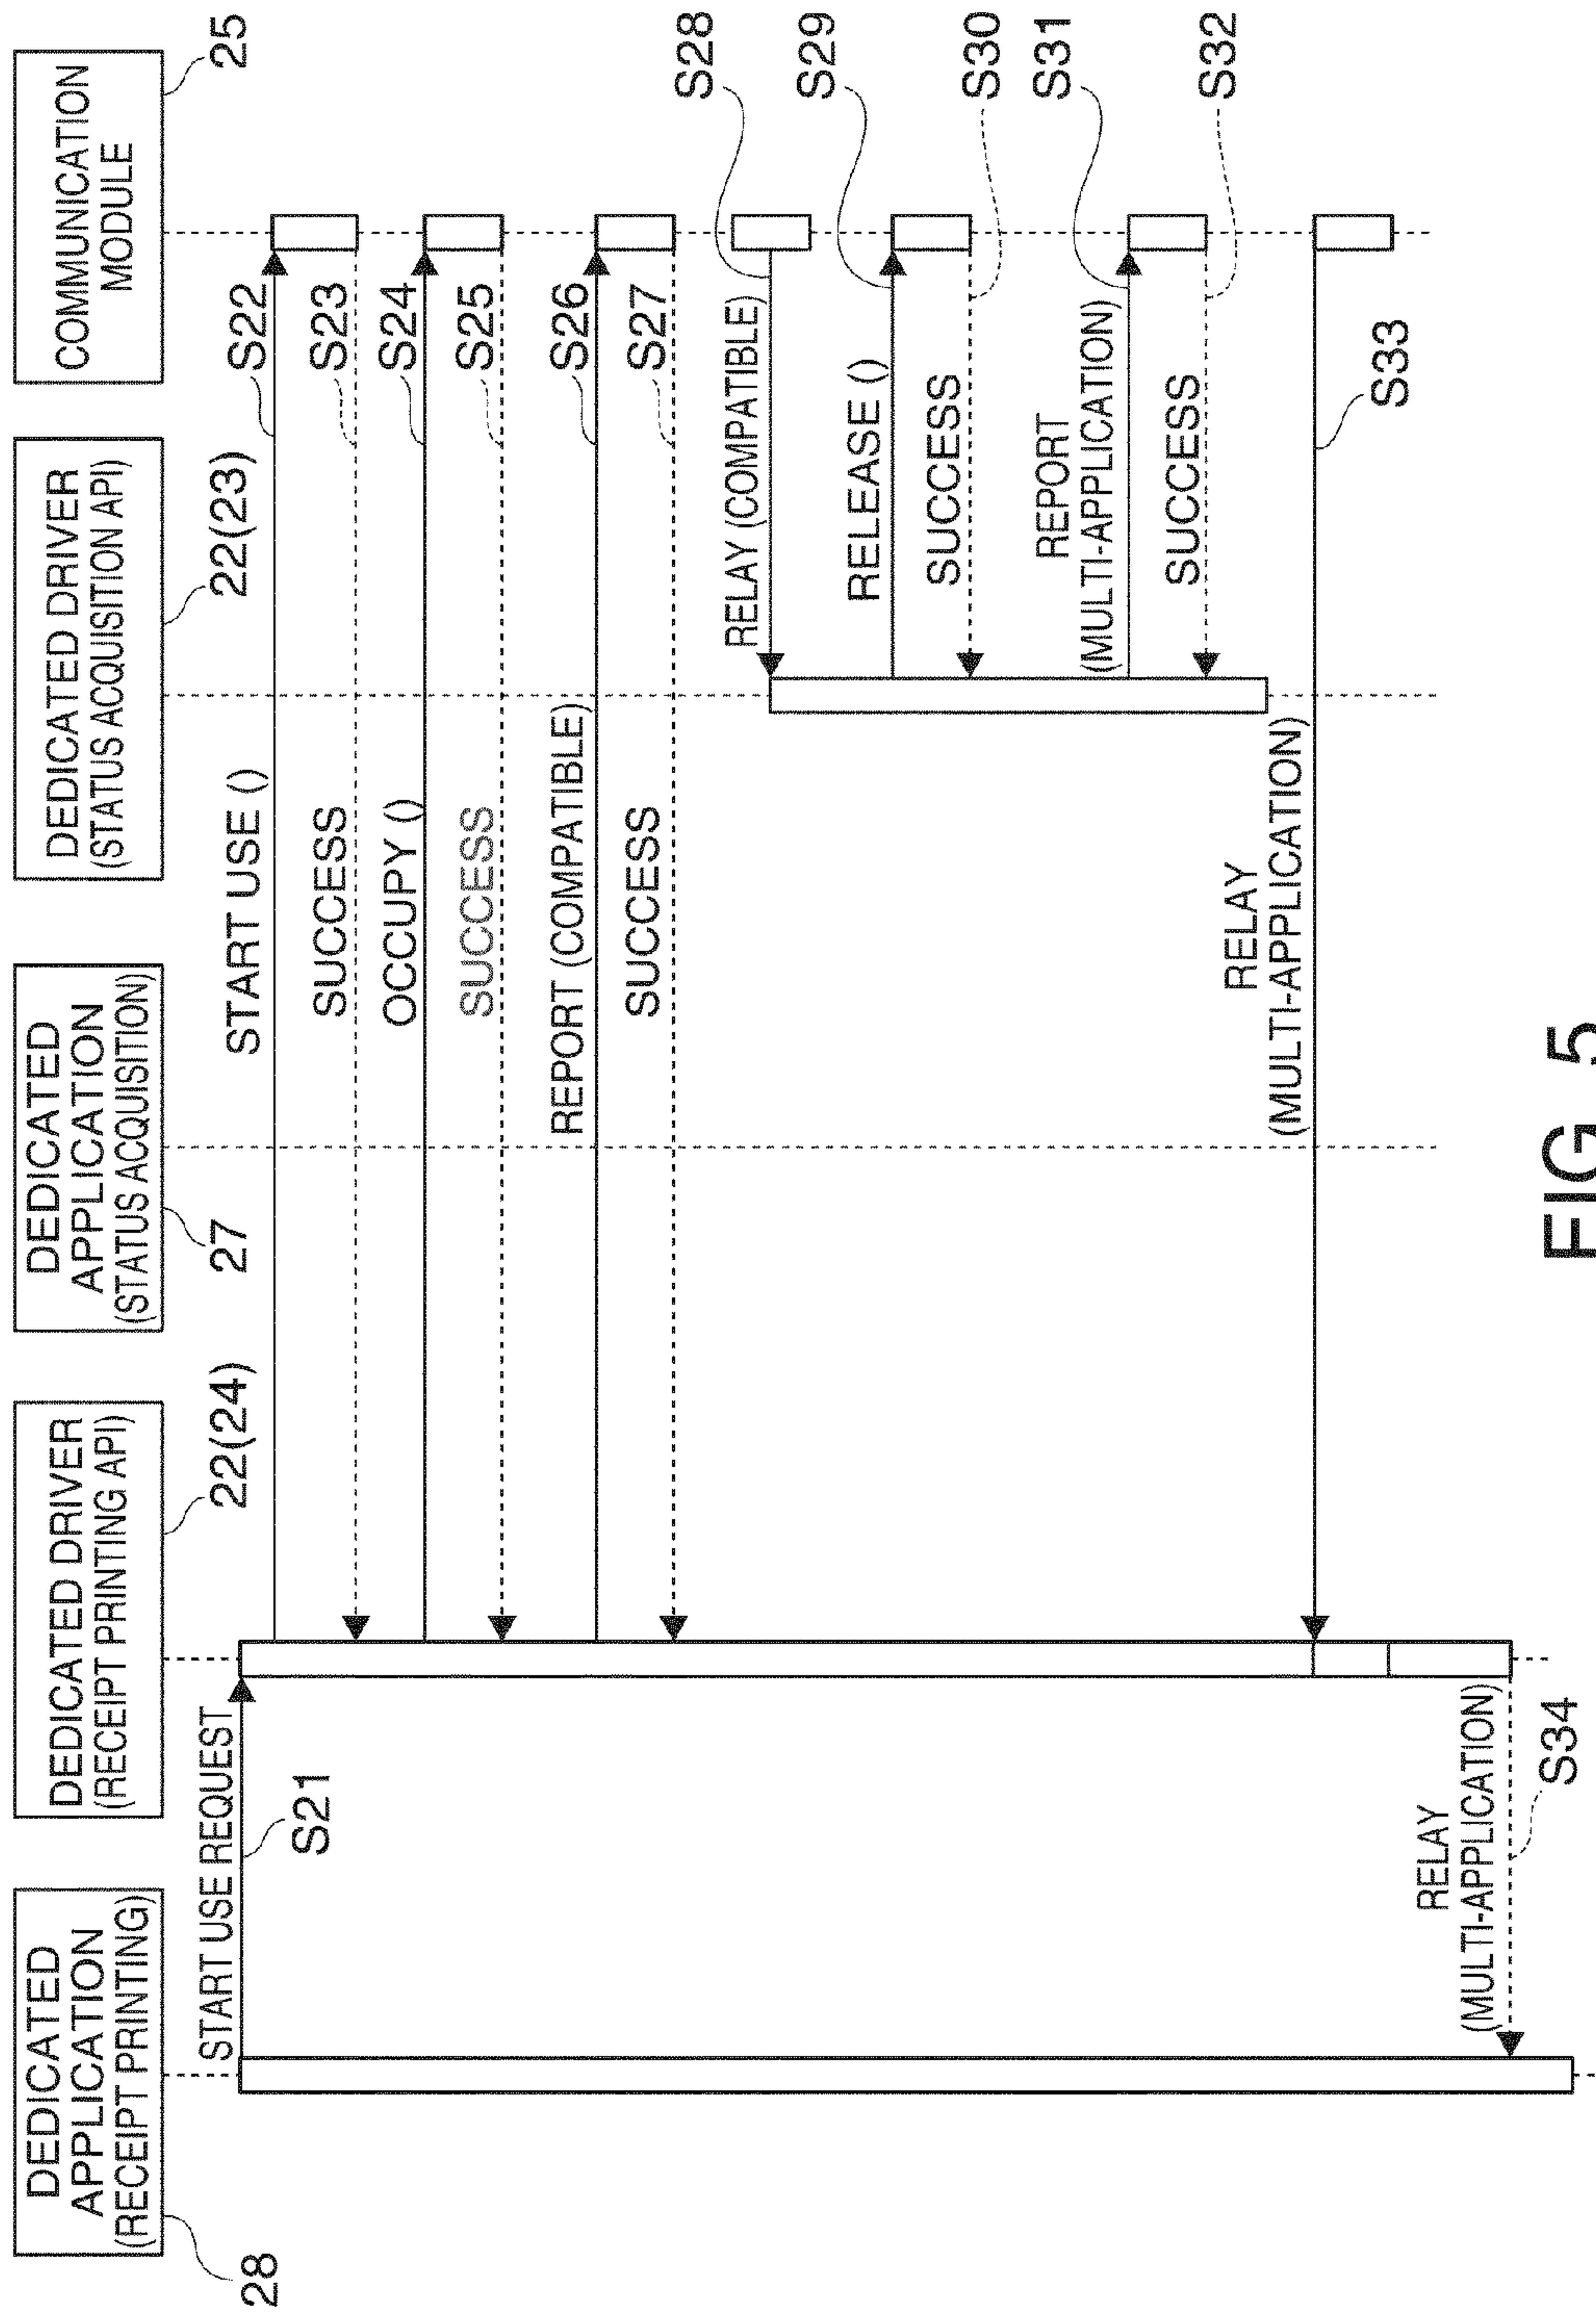 DEDICATED
APPLICATION
(RECEIPT PRINTING)
28
DEDICATED DRIVER
(RECEIPT PRINTING API)
22(24)
DEDICATED
APPLICATION
(STATUS ACQUISITION)
27
DEDICATED DRIVER
(STATUS ACQUISITION API)
22(23)
COMMUNICATION
MODULE
25
START USE REQUEST
S21
START USE ()
S22
SUCCESS
S23
OCCUPY ()
S24
SUCCESS
S25
REPORT (COMPATIBLE)
S26
SUCCESS
S27
RELAY (COMPATIBLE)
S28
RELEASE ()
S29
SUCCESS
S30
REPORT
(MULTI-APPLICATION)
S31
SUCCESS
S32
RELAY
(MULTI-APPLICATION)
S33
RELAY
(MULTI-APPLICATION)
S34
FIG. 5